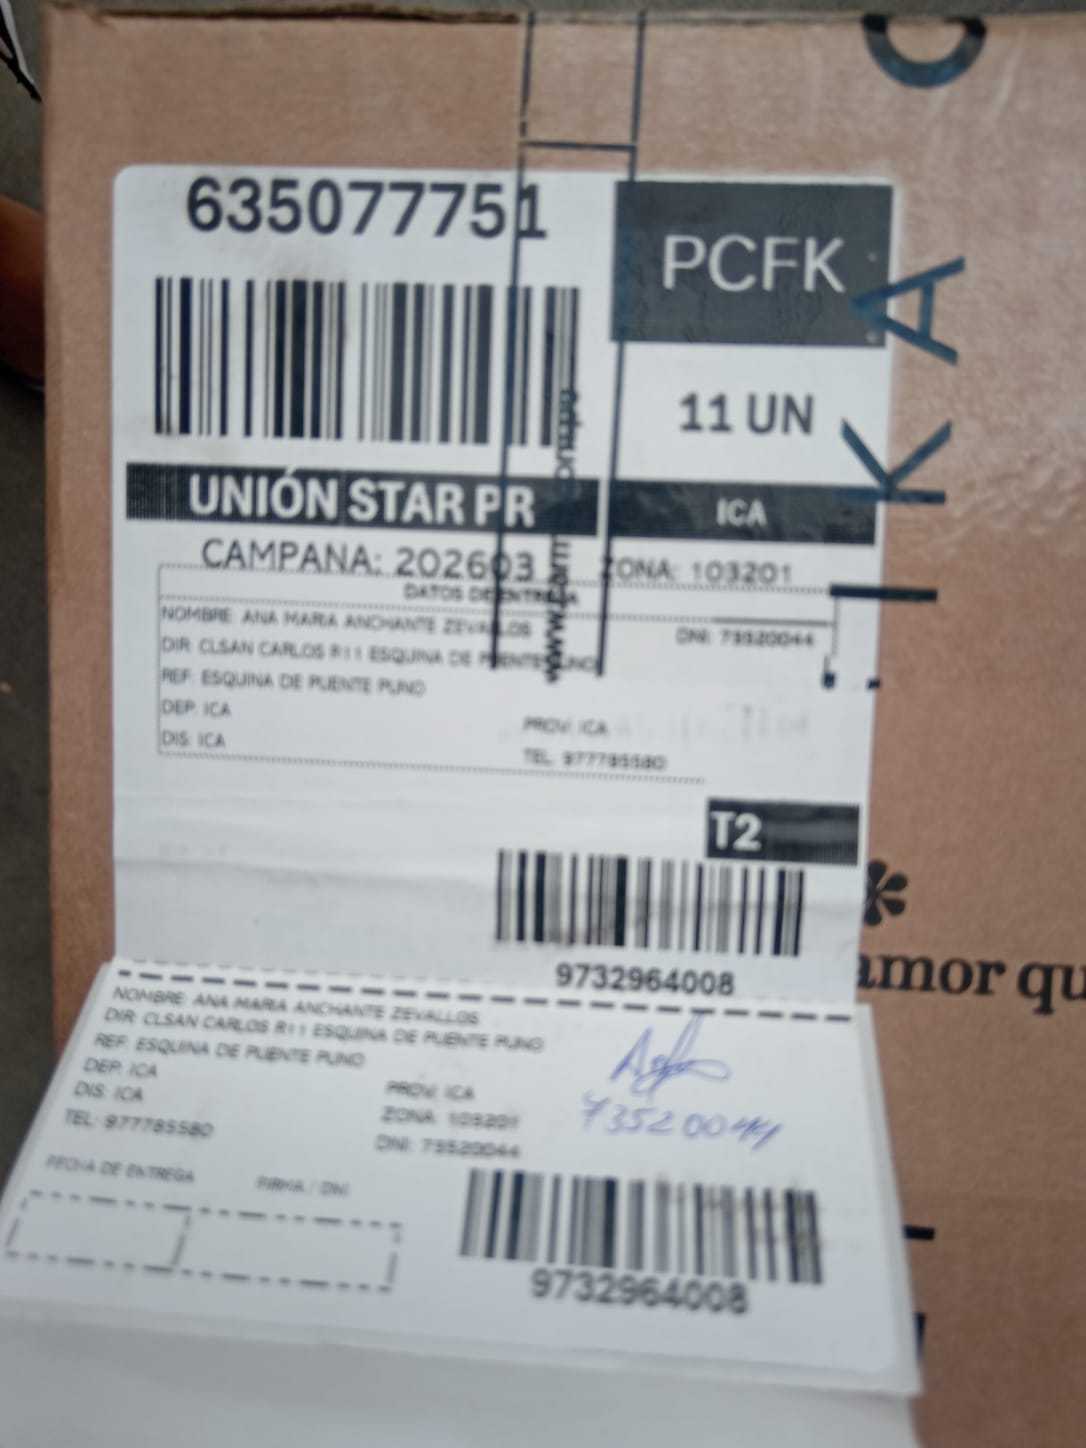 635077751
PCFK
11 UN
UNIÓN STAR PR
ICA
CAMPANA: 202603
ZONA: 103201
DATOS DE ENTREGA
NOMBRE: ANA MARIA ANCHANTE ZEVALLOS
DNI: 73520044
DIR: CLSAN CARLOS R11 ESQUINA DE PUENTE PUNO
REF: ESQUINA DE PUENTE PUNO
DEP: ICA
PROV: ICA
DIS: ICA
TEL: 977785580
T2
9732964008
amor qu
NOMBRE: ANA MARIA ANCHANTE ZEVALLOS
DIR: CLSAN CARLOS R11 ESQUINA DE PUENTE PUNO
REF: ESQUINA DE PUENTE PUNO
DEP: ICA
PROV: ICA
DIS: ICA
ZONA: 103201
TEL: 977785580
DNI: 73520044
73520044
FECHA DE ENTREGA
FIRMA / DNI
9732964008